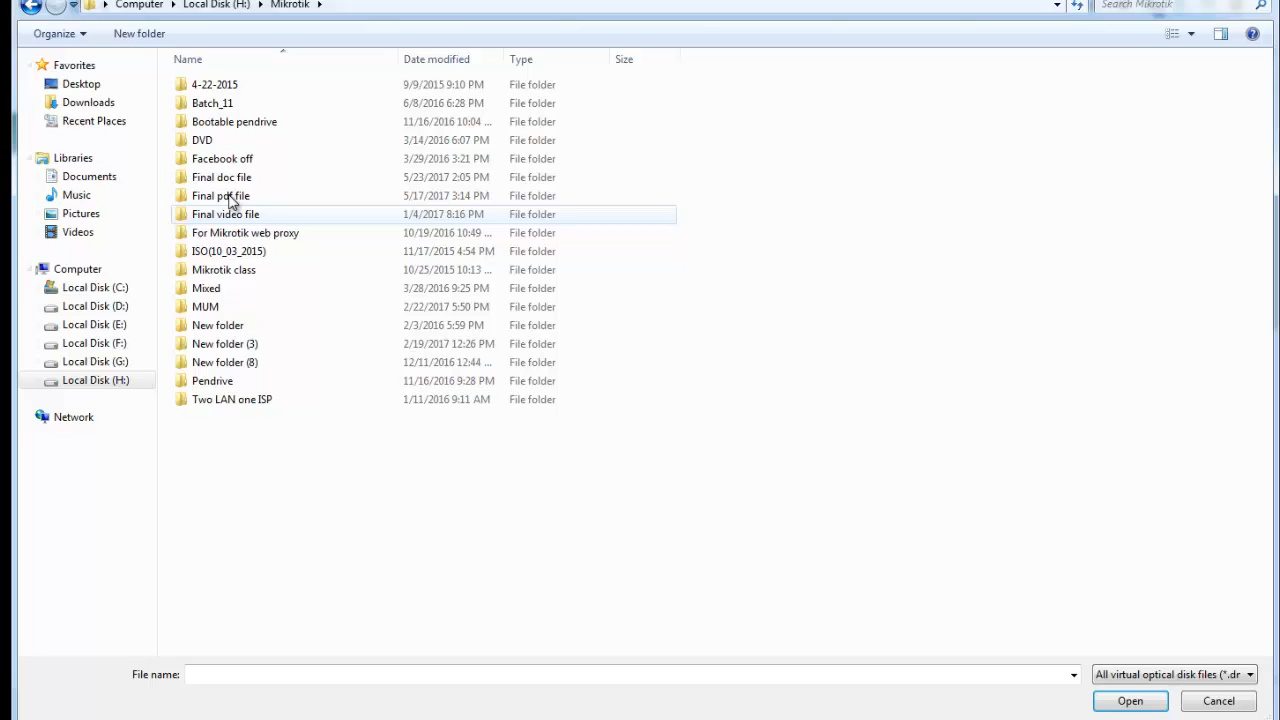 Computer ▸ Local Disk (H:) ▸ Mikrotik ▸ Search Mikrotik
Organize New folder
Name Date modified Type Size
Favorites
Desktop
Downloads
Recent Places
Libraries
Documents
Music
Pictures
Videos
Computer
Local Disk (C:)
Local Disk (D:)
Local Disk (E:)
Local Disk (F:)
Local Disk (G:)
Local Disk (H:)
Network
4-22-2015 9/9/2015 9:10 PM File folder
Batch_11 6/8/2016 6:28 PM File folder
Bootable pendrive 11/16/2016 10:04 ... File folder
DVD 3/14/2016 6:07 PM File folder
Facebook off 3/29/2016 3:21 PM File folder
Final doc file 5/23/2017 2:05 PM File folder
Final pdf file 5/17/2017 3:14 PM File folder
Final video file 1/4/2017 8:16 PM File folder
For Mikrotik web proxy 10/19/2016 10:49 ... File folder
ISO(10_03_2015) 11/17/2015 4:54 PM File folder
Mikrotik class 10/25/2015 10:13 ... File folder
Mixed 3/28/2016 9:25 PM File folder
MUM 2/22/2017 5:50 PM File folder
New folder 2/3/2016 5:59 PM File folder
New folder (3) 2/19/2017 12:26 PM File folder
New folder (8) 12/11/2016 12:44 ... File folder
Pendrive 11/16/2016 9:28 PM File folder
Two LAN one ISP 1/11/2016 9:11 AM File folder
File name: All virtual optical disk files (*.dr
Open Cancel